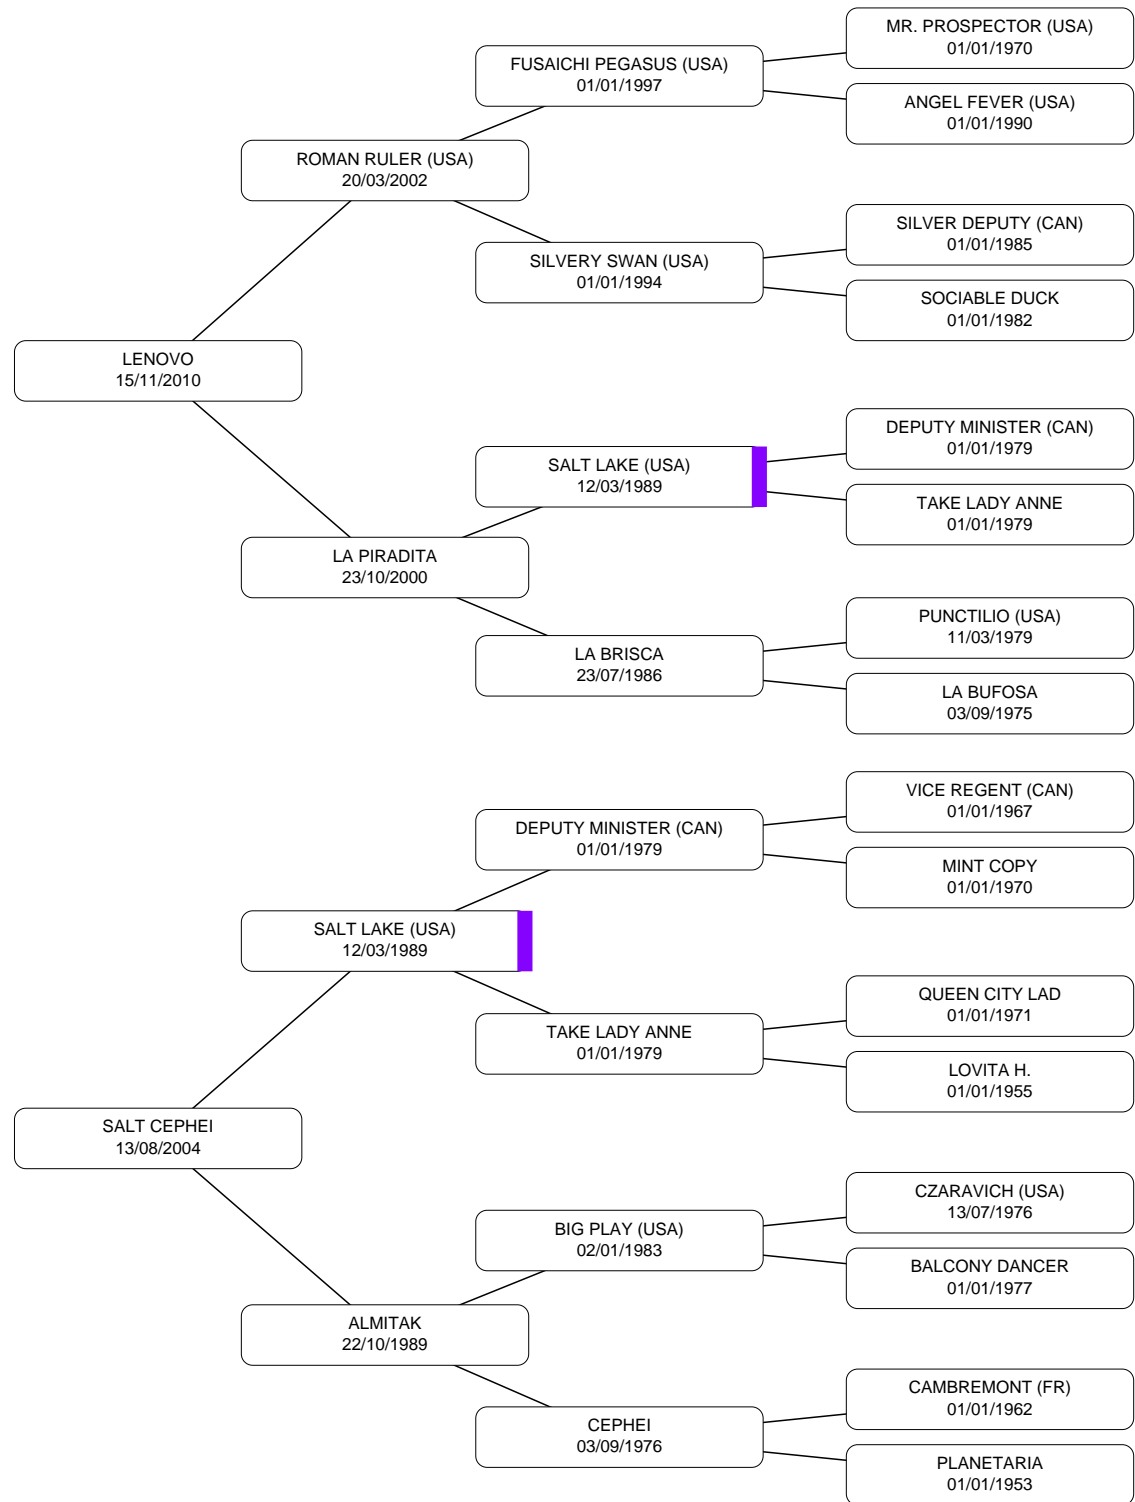 MR. PROSPECTOR (USA)
01/01/1970
FUSAICHI PEGASUS (USA)
01/01/1997
ANGEL FEVER (USA)
01/01/1990
ROMAN RULER (USA)
20/03/2002
SILVER DEPUTY (CAN)
01/01/1985
SILVERY SWAN (USA)
01/01/1994
SOCIABLE DUCK
01/01/1982
LENOVO
15/11/2010
DEPUTY MINISTER (CAN)
01/01/1979
SALT LAKE (USA)
12/03/1989
TAKE LADY ANNE
01/01/1979
LA PIRADITA
23/10/2000
PUNCTILIO (USA)
11/03/1979
LA BRISCA
23/07/1986
LA BUFOSA
03/09/1975
VICE REGENT (CAN)
01/01/1967
DEPUTY MINISTER (CAN)
01/01/1979
MINT COPY
01/01/1970
SALT LAKE (USA)
12/03/1989
QUEEN CITY LAD
01/01/1971
TAKE LADY ANNE
01/01/1979
LOVITA H.
01/01/1955
SALT CEPHEI
13/08/2004
CZARAVICH (USA)
13/07/1976
BIG PLAY (USA)
02/01/1983
BALCONY DANCER
01/01/1977
ALMITAK
22/10/1989
CAMBREMONT (FR)
01/01/1962
CEPHEI
03/09/1976
PLANETARIA
01/01/1953